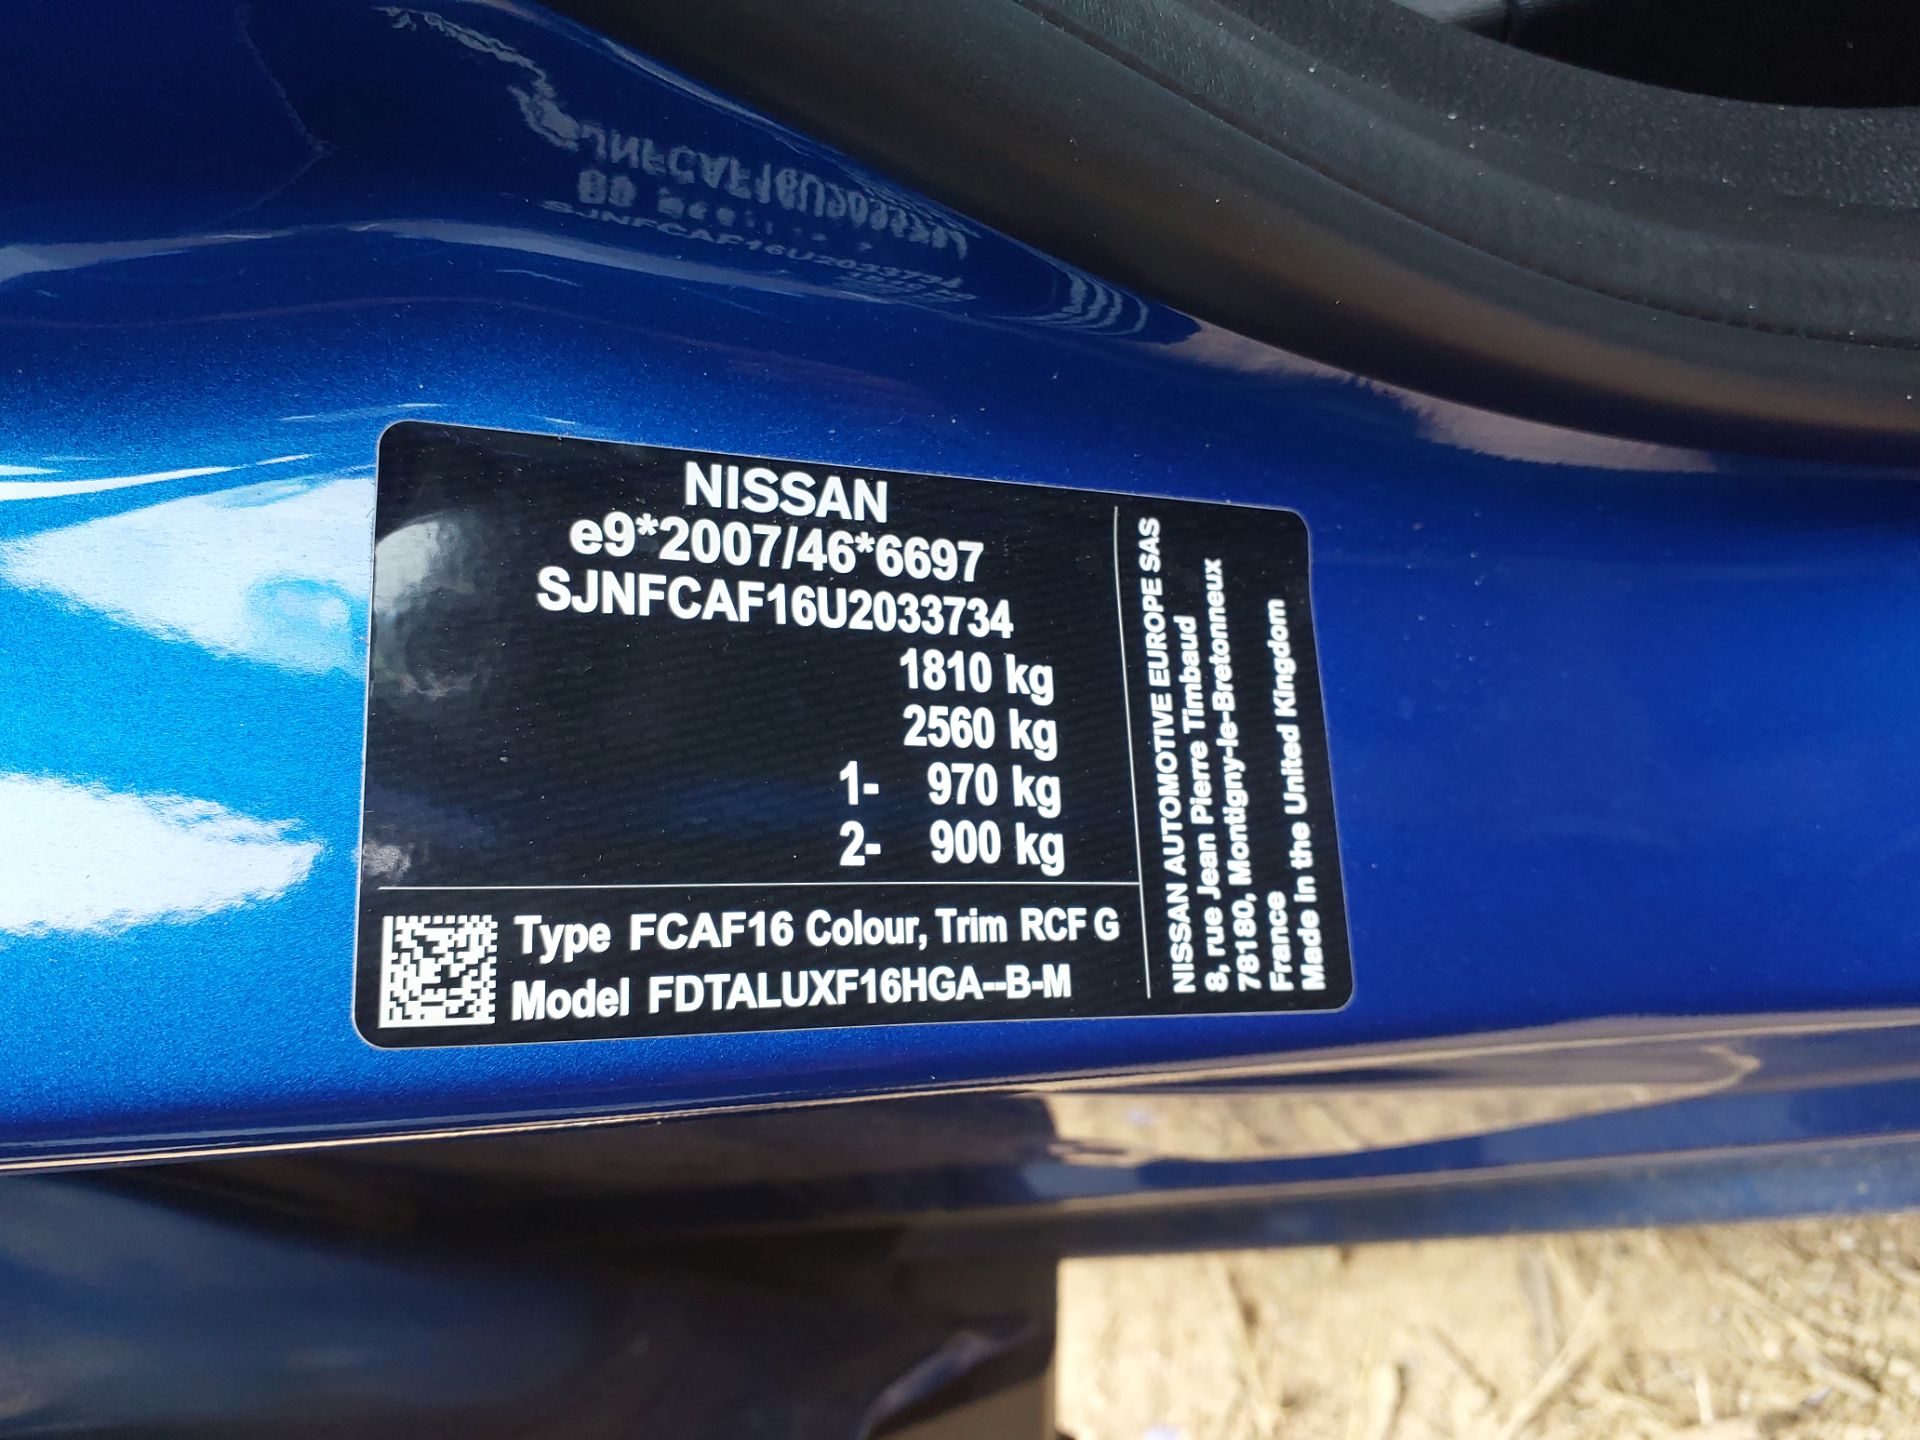 NISSAN
e9*2007/46*6697
SJNFCAF16U2033734
1810 kg
2560 kg
1- 970 kg
2- 900 kg
Type FCAF16 Colour, Trim RCF G
Model FDTALUXF16HGA--B-M
NISSAN AUTOMOTIVE EUROPE SAS
8, rue Jean Pierre Timbaud
78180, Montigny-le-Bretonneux
France
Made in the United Kingdom